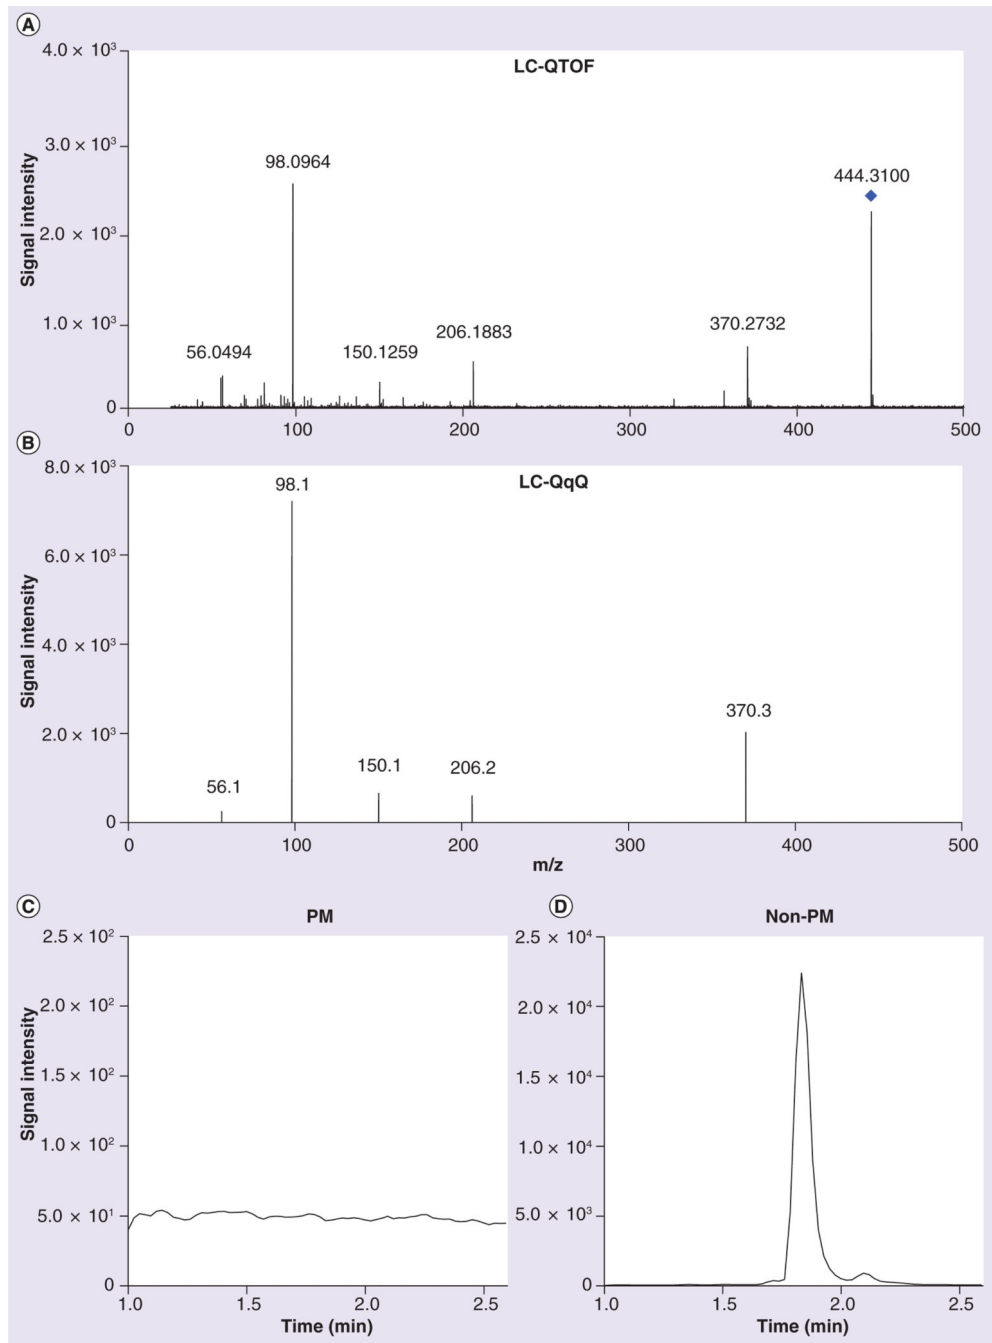 A
LC-QTOF
Signal intensity
4.0 × 10³
3.0 × 10³
2.0 × 10³
1.0 × 10³
0
56.0494
98.0964
150.1259
206.1883
370.2732
444.3100
0 100 200 300 400 500
B
LC-QqQ
Signal intensity
8.0 × 10³
6.0 × 10³
4.0 × 10³
2.0 × 10³
0
56.1
98.1
150.1
206.2
370.3
0 100 200 300 400 500
m/z
C
PM
Signal intensity
2.5 × 10²
2.0 × 10²
1.5 × 10²
1.0 × 10²
5.0 × 10¹
0
1.0 1.5 2.0 2.5
Time (min)
D
Non-PM
2.5 × 10⁴
2.0 × 10⁴
1.5 × 10⁴
1.0 × 10⁴
5.0 × 10³
0
1.0 1.5 2.0 2.5
Time (min)